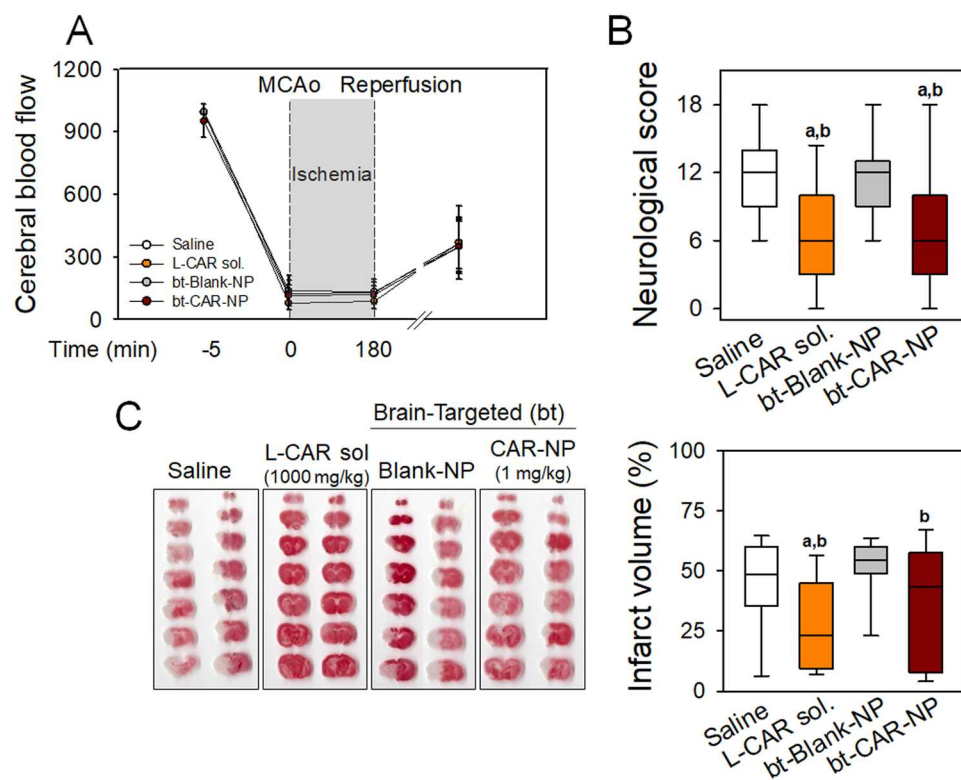 A
1200
900
600
300
0
Cerebral blood flow
MCAo Reperfusion
Ischemia
Saline
L-CAR sol.
bt-Blank-NP
bt-CAR-NP
Time (min) -5 0 180
B
18
12
6
0
Neurological score
a,b
a,b
Saline
L-CAR sol.
bt-Blank-NP
bt-CAR-NP
C
Brain-Targeted (bt)
Saline
L-CAR sol
(1000 mg/kg)
Blank-NP
CAR-NP
(1 mg/kg)
100
75
50
25
0
Infarct volume (%)
a,b
b
Saline
L-CAR sol.
bt-Blank-NP
bt-CAR-NP